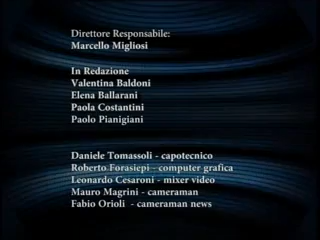 Direttore Responsabile:
Marcello Migliosi
In Redazione
Valentina Baldoni
Elena Ballarani
Paola Costantini
Paolo Pianigiani
Daniele Tomassoli - capotecnico
Roberto Forasiepi - computer grafica
Leonardo Cesaroni - mixer video
Mauro Magrini - cameraman
Fabio Orioli - cameraman news